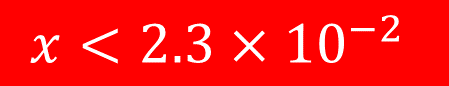 𝑥 < 2.3 × 10⁻²